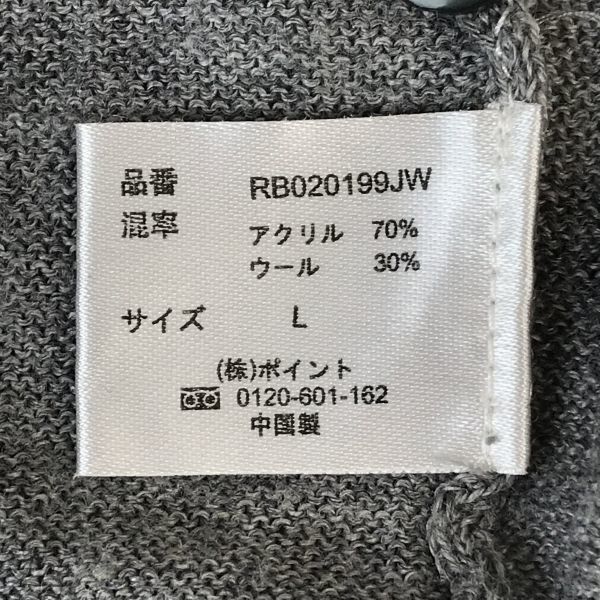 品番 RB020199JW
混率 アクリル 70%
ウール 30%
サイズ L
(株)ポイント
0120-601-162
中国製